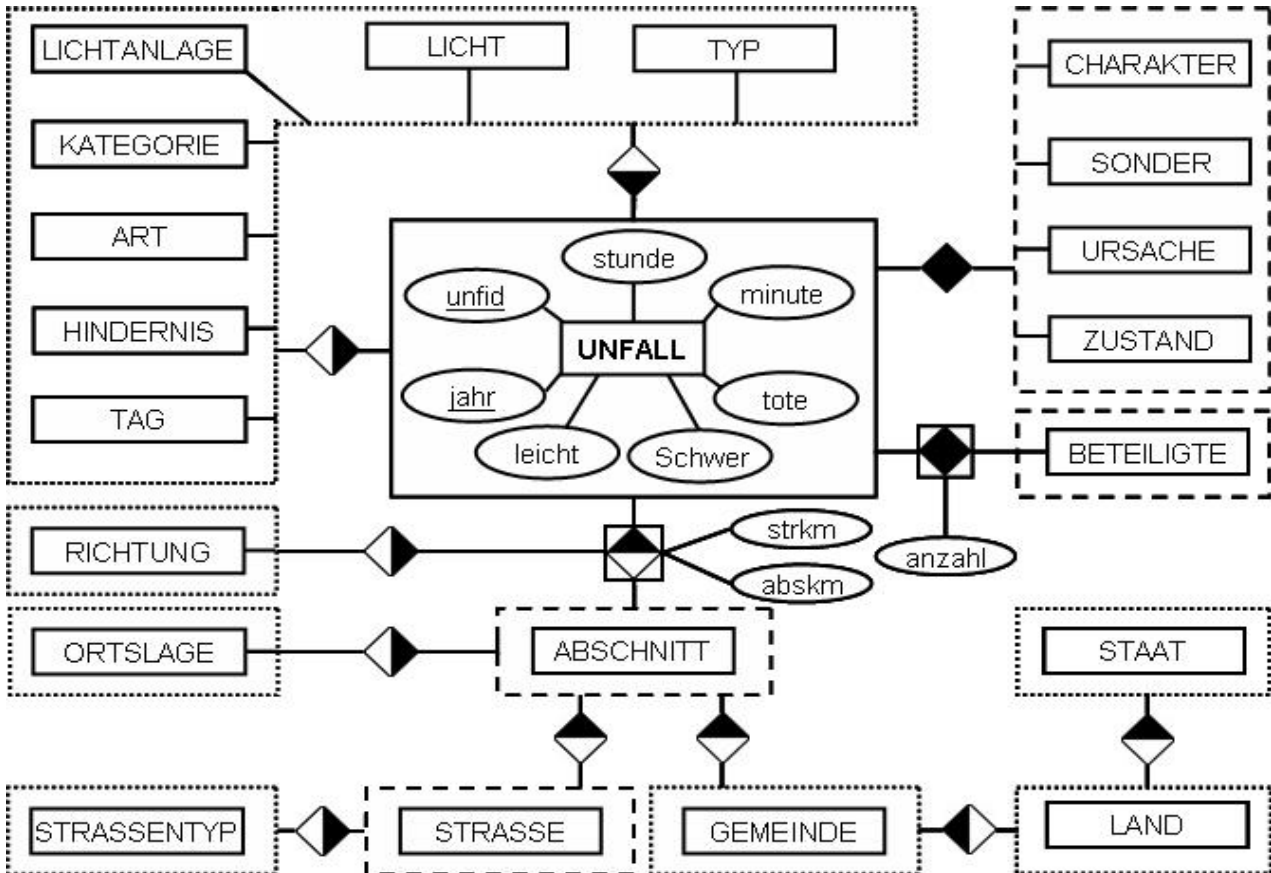 LICHTANLAGE
LICHT
TYP
CHARAKTER
KATEGORIE
SONDER
ART
URSACHE
HINDERNIS
ZUSTAND
TAG
stunde
unfid
minute
UNFALL
jahr
tote
leicht
Schwer
BETEILIGTE
RICHTUNG
strkm
abskm
anzahl
ORTSLAGE
ABSCHNITT
STAAT
STRASSENTYP
STRASSE
GEMEINDE
LAND